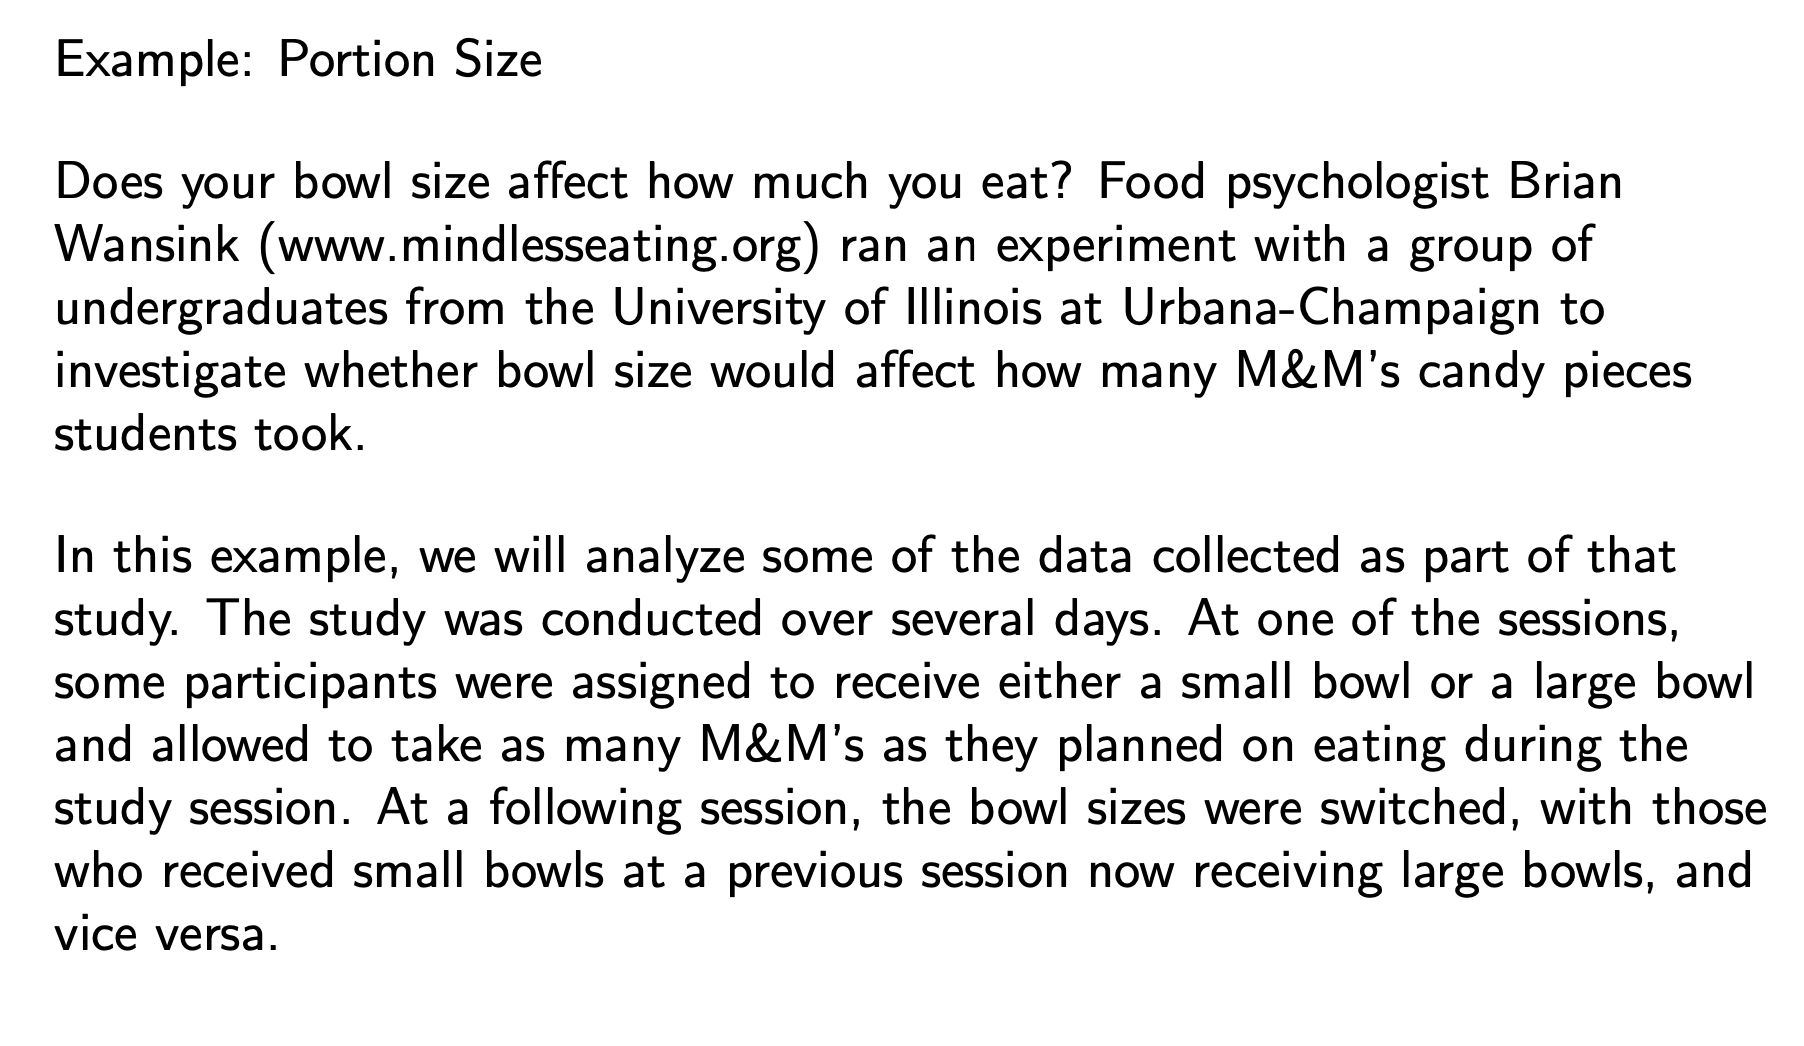 Example: Portion Size
Does your bowl size affect how much you eat? Food psychologist Brian
Wansink (www.mindlesseating.org) ran an experiment with a group of
undergraduates from the University of Illinois at Urbana-Champaign to
investigate whether bowl size would affect how many M&M's candy pieces
students took.
In this example, we will analyze some of the data collected as part of that
study. The study was conducted over several days. At one of the sessions,
some participants were assigned to receive either a small bowl or a large bowl
and allowed to take as many M&M's as they planned on eating during the
study session. At a following session, the bowl sizes were switched, with those
who received small bowls at a previous session now receiving large bowls, and
vice versa.